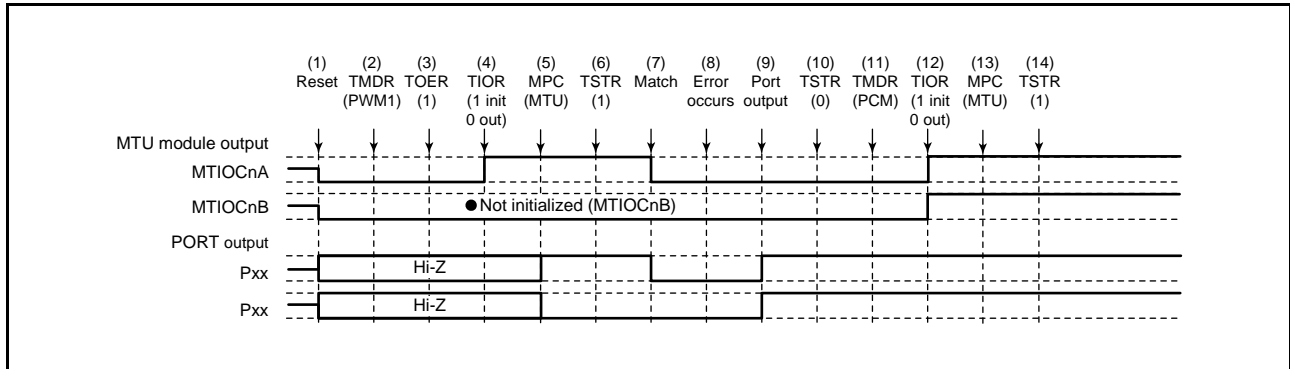 (1) (2) (3) (4) (5) (6) (7) (8) (9) (10) (11) (12) (13) (14)
Reset TMDR TOER TIOR MPC TSTR Match Error Port TSTR TMDR TIOR MPC TSTR
(PWM1) (1) (1 init (MTU) (1) occurs output (0) (PCM) (1 init (MTU) (1)
0 out) 0 out)
MTU module output
MTIOCnA
MTIOCnB ●Not initialized (MTIOCnB)
PORT output
Pxx Hi-Z
Pxx Hi-Z